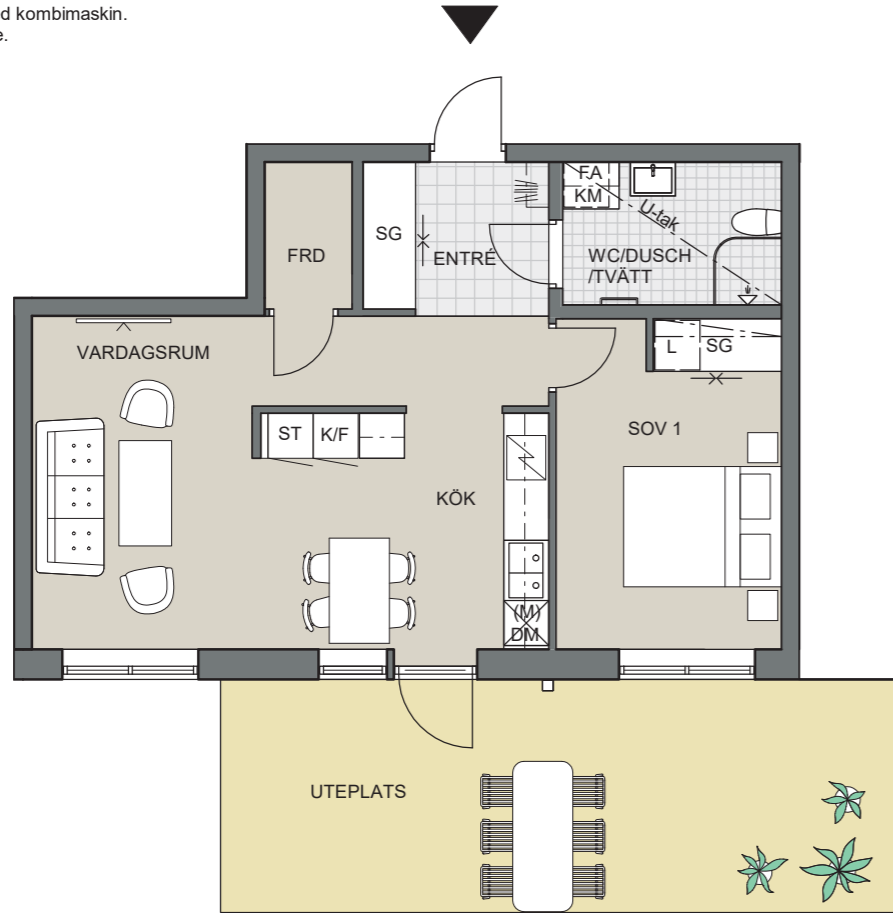 d kombimaskin.
e.
FA
KM
U-tak
SG
FRD
ENTRÉ
WC/DUSCH
/TVÄTT
VARDAGSRUM
L
SG
ST
K/F
SOV 1
KÖK
(M)
DM
UTEPLATS